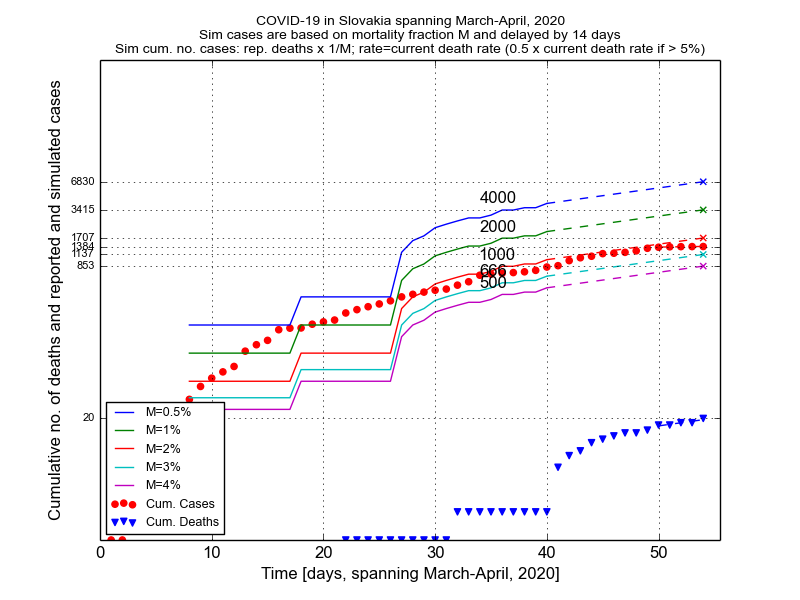 COVID-19 in Slovakia spanning March-April, 2020
Sim cases are based on mortality fraction M and delayed by 14 days
Sim cum. no. cases: rep. deaths x 1/M; rate=current death rate (0.5 x current death rate if > 5%)
Cumulative no. of deaths and reported and simulated cases
6830
3415
1707
1384
1137
853
20
4000
2000
1000
500
M=0.5%
M=1%
M=2%
M=3%
M=4%
Cum. Cases
Cum. Deaths
0 10 20 30 40 50
Time [days, spanning March-April, 2020]